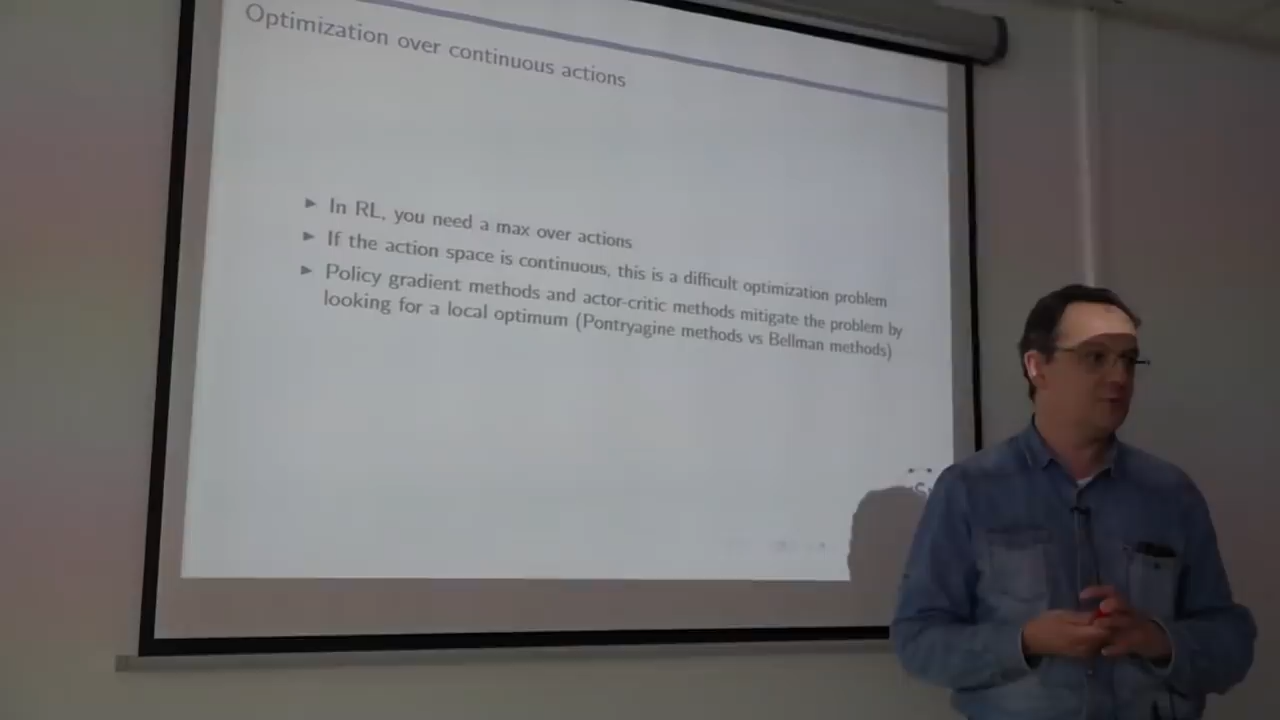 Optimization over continuous actions
► In RL, you need a max over actions
► If the action space is continuous, this is a difficult optimization problem
► Policy gradient methods and actor-critic methods mitigate the problem by
looking for a local optimum (Pontryagine methods vs Bellman methods)